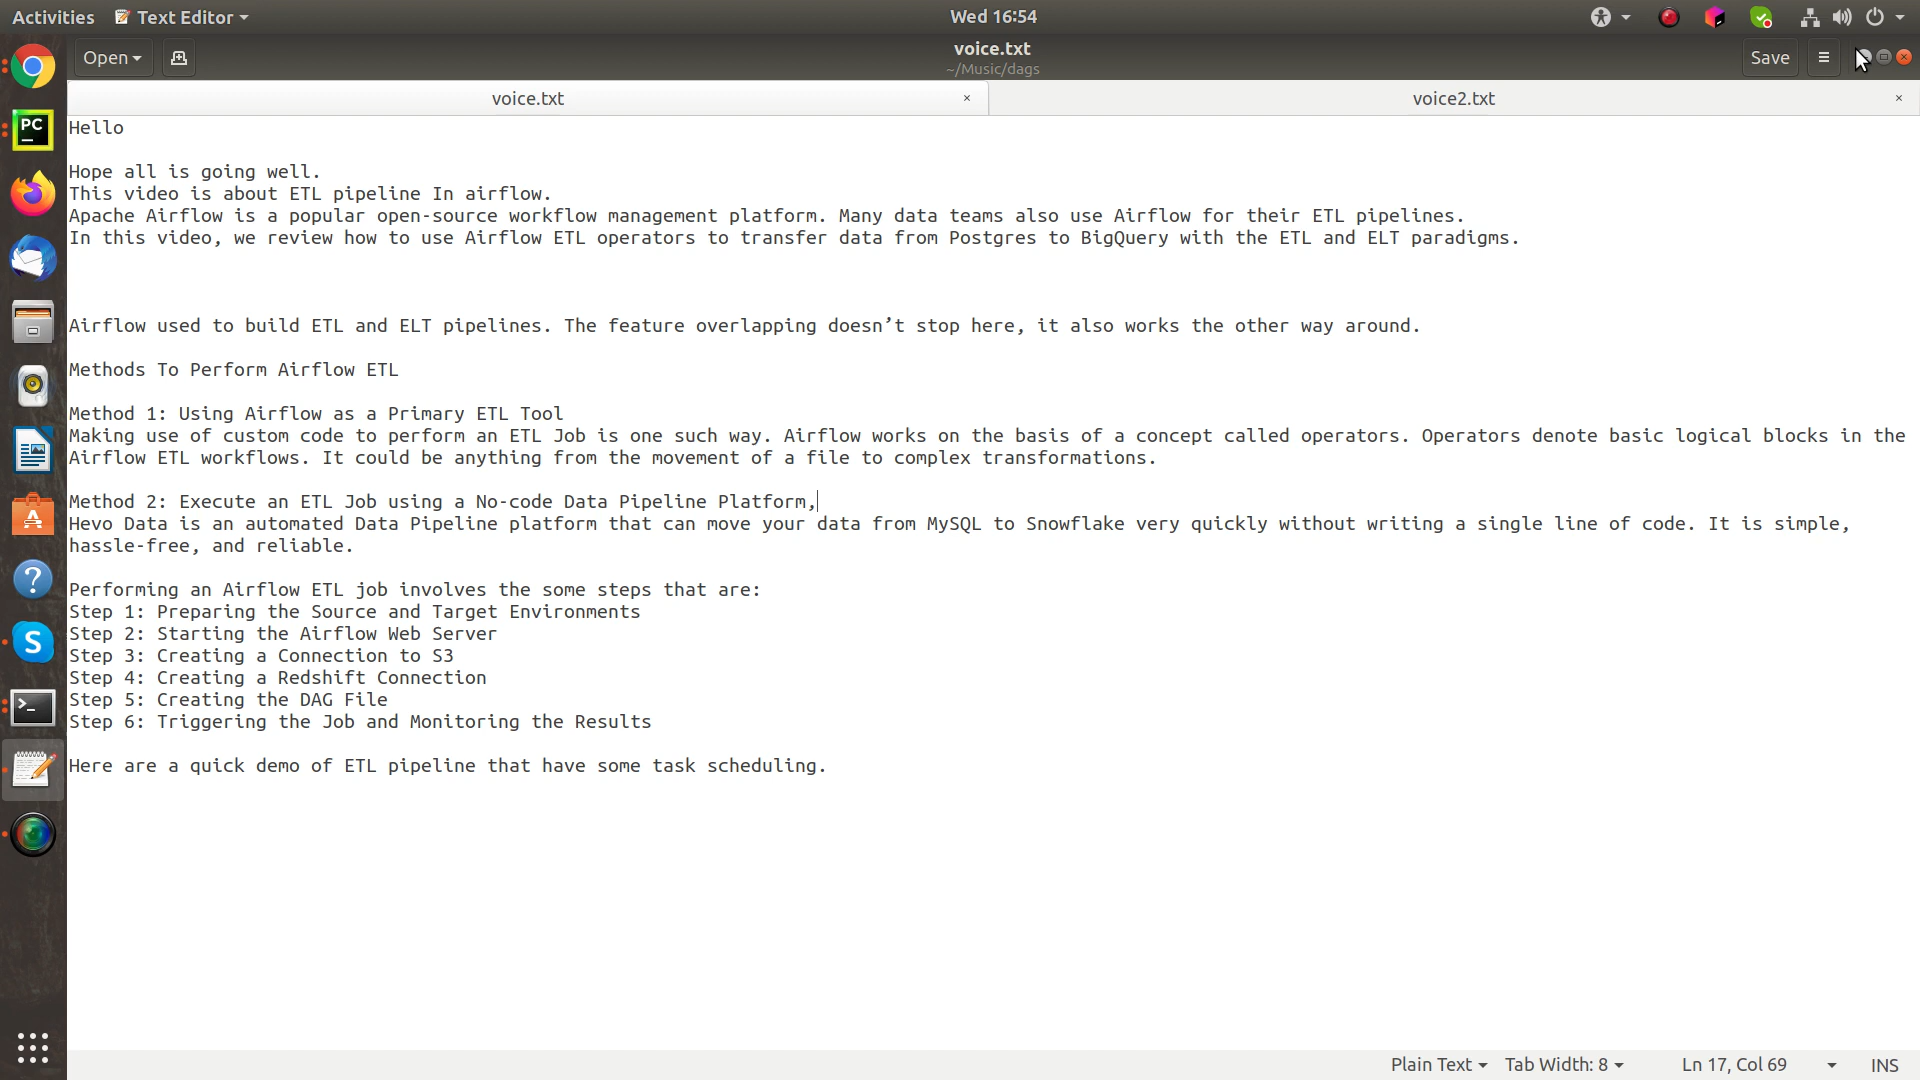 Activities Text Editor Wed 16:54
Open voice.txt Save
~/Music/dags
voice.txt × voice2.txt ×
Hello
Hope all is going well.
This video is about ETL pipeline In airflow.
Apache Airflow is a popular open-source workflow management platform. Many data teams also use Airflow for their ETL pipelines.
In this video, we review how to use Airflow ETL operators to transfer data from Postgres to BigQuery with the ETL and ELT paradigms.
Airflow used to build ETL and ELT pipelines. The feature overlapping doesn’t stop here, it also works the other way around.
Methods To Perform Airflow ETL
Method 1: Using Airflow as a Primary ETL Tool
Making use of custom code to perform an ETL Job is one such way. Airflow works on the basis of a concept called operators. Operators denote basic logical blocks in the
Airflow ETL workflows. It could be anything from the movement of a file to complex transformations.
Method 2: Execute an ETL Job using a No-code Data Pipeline Platform,
Hevo Data is an automated Data Pipeline platform that can move your data from MySQL to Snowflake very quickly without writing a single line of code. It is simple,
hassle-free, and reliable.
Performing an Airflow ETL job involves the some steps that are:
Step 1: Preparing the Source and Target Environments
Step 2: Starting the Airflow Web Server
Step 3: Creating a Connection to S3
Step 4: Creating a Redshift Connection
Step 5: Creating the DAG File
Step 6: Triggering the Job and Monitoring the Results
Here are a quick demo of ETL pipeline that have some task scheduling.
Plain Text Tab Width: 8 Ln 17, Col 69 INS